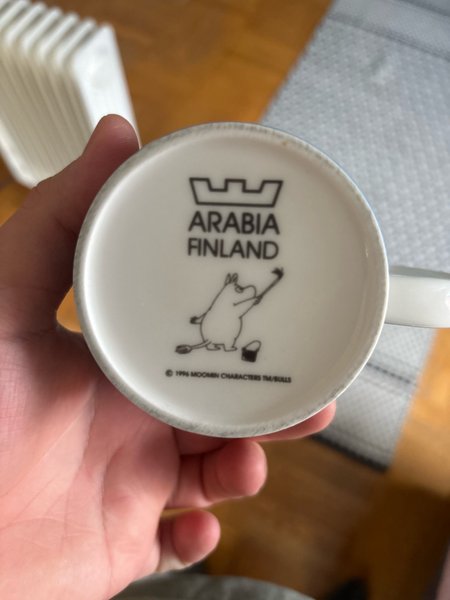 ARABIA
FINLAND
© 1996 MOOMIN CHARACTERS TM/BULLS